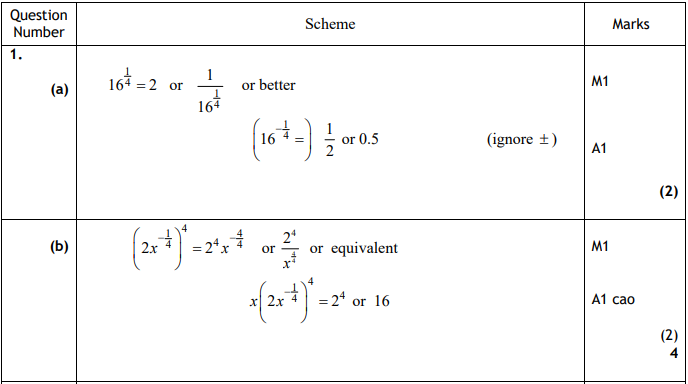 Question Number Scheme Marks
1.
(a) 16^{\frac{1}{4}} = 2 or \frac{1}{16^{\frac{1}{4}}} or better M1
\left(16^{-\frac{1}{4}} =\right) \frac{1}{2} or 0.5 (ignore ±) A1
(2)
(b) \left(2x^{-\frac{1}{4}}\right)^4 = 2^4 x^{-\frac{4}{4}} or \frac{2^4}{x^{\frac{4}{4}}} or equivalent M1
x\left(2x^{-\frac{1}{4}}\right)^4 = 2^4 or 16 A1 cao
(2)
4